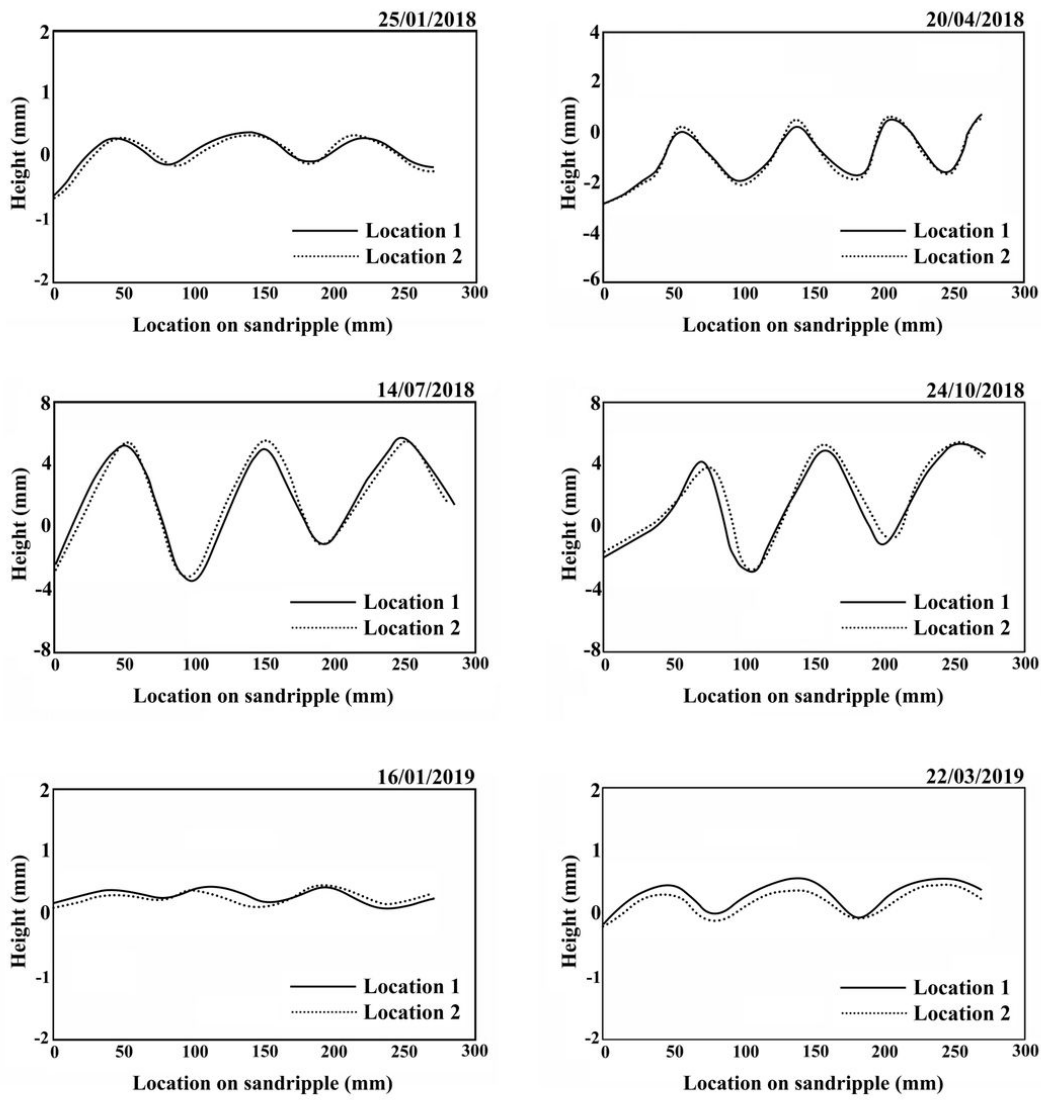 25/01/2018
2
1
0
-1
-2
Height (mm)
Location 1
Location 2
0 50 100 150 200 250 300
Location on sandripple (mm)
20/04/2018
4
2
0
-2
-4
-6
Height (mm)
Location 1
Location 2
0 50 100 150 200 250 300
Location on sandripple (mm)
14/07/2018
8
4
0
-4
-8
Height (mm)
Location 1
Location 2
0 50 100 150 200 250 300
Location on sandripple (mm)
24/10/2018
8
4
0
-4
-8
Height (mm)
Location 1
Location 2
0 50 100 150 200 250 300
Location on sandripple (mm)
16/01/2019
2
1
0
-1
-2
Height (mm)
Location 1
Location 2
0 50 100 150 200 250 300
Location on sandripple (mm)
22/03/2019
2
1
0
-1
-2
Height (mm)
Location 1
Location 2
0 50 100 150 200 250 300
Location on sandripple (mm)